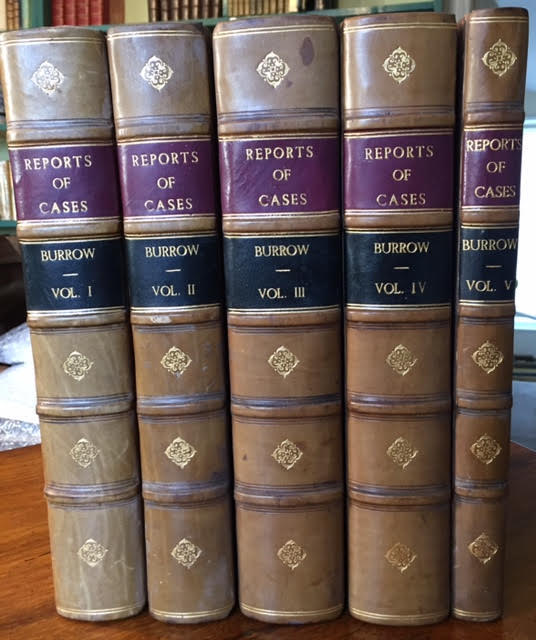 REPORTS
OF
CASES
BURROW
VOL. I
REPORTS
OF
CASES
BURROW
VOL. II
REPORTS
OF
CASES
BURROW
VOL. III
REPORTS
OF
CASES
BURROW
VOL. IV
REPORTS
OF
CASES
BURROW
VOL. V